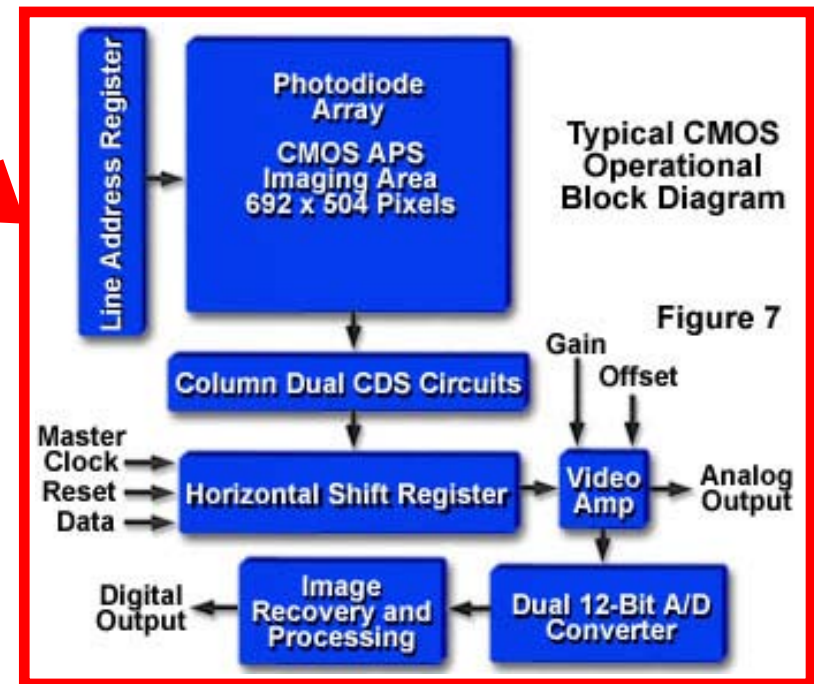 Line Address Register
Photodiode
Array
CMOS APS
Imaging Area
692 x 504 Pixels
Typical CMOS
Operational
Block Diagram
Figure 7
Column Dual CDS Circuits
Gain
Offset
Master
Clock
Reset
Data
Horizontal Shift Register
Video
Amp
Analog
Output
Digital
Output
Image
Recovery and
Processing
Dual 12-Bit A/D
Converter